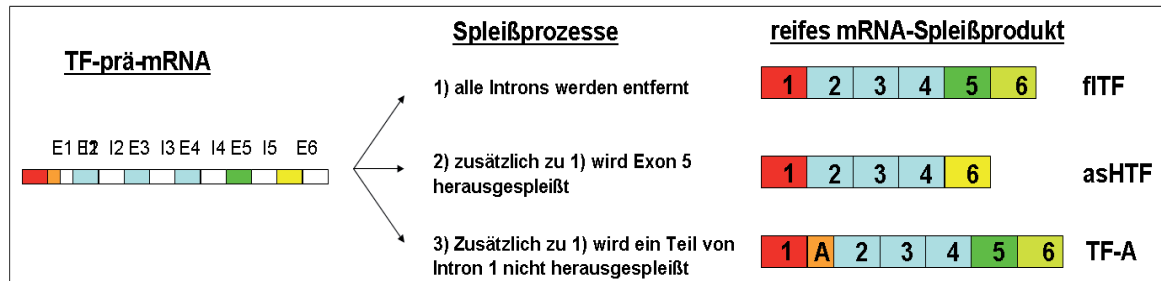 TF-prä-mRNA
E1 I2 I2 E3 I3 E4 I4 E5 I5 E6
Spleißprozesse
1) alle Introns werden entfernt
2) zusätzlich zu 1) wird Exon 5
herausgespleißt
3) Zusätzlich zu 1) wird ein Teil von
Intron 1 nicht herausgespleißt
reifes mRNA-Spleißprodukt
1 2 3 4 5 6 flTF
1 2 3 4 6 asHTF
1 A 2 3 4 5 6 TF-A